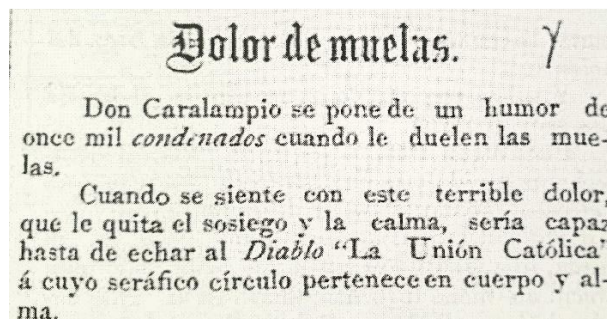 Dolor de muelas.
Don Caralampio se pone de un humor de
once mil condenados cuando le duelen las mue-
las.
Cuando se siente con este terrible dolor,
que le quita el sosiego y la calma, sería capaz
hasta de echar al Diablo "La Unión Católica"
á cuyo seráfico círculo pertenece en cuerpo y al-
ma.